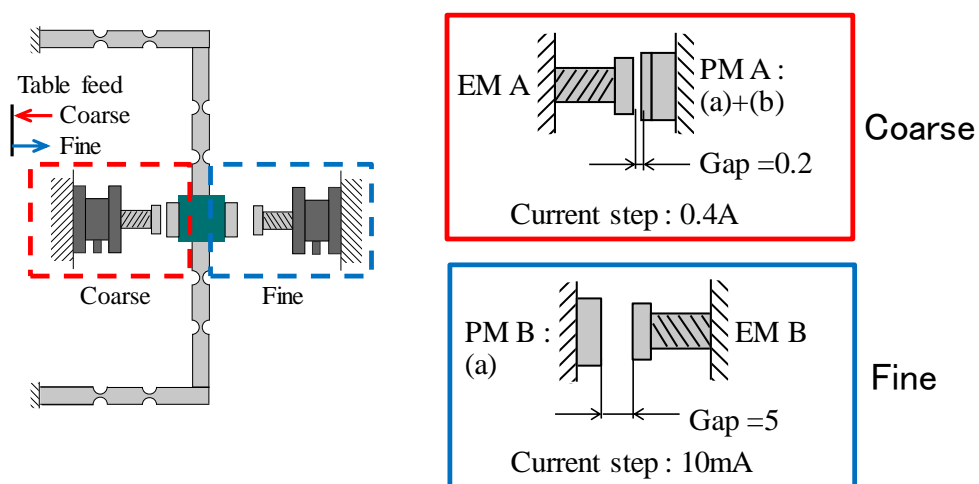 Table feed
Coarse
Fine
Coarse
Fine
EM A
PM A :
(a)+(b)
Gap =0.2
Current step : 0.4A
Coarse
PM B :
(a)
EM B
Gap =5
Current step : 10mA
Fine